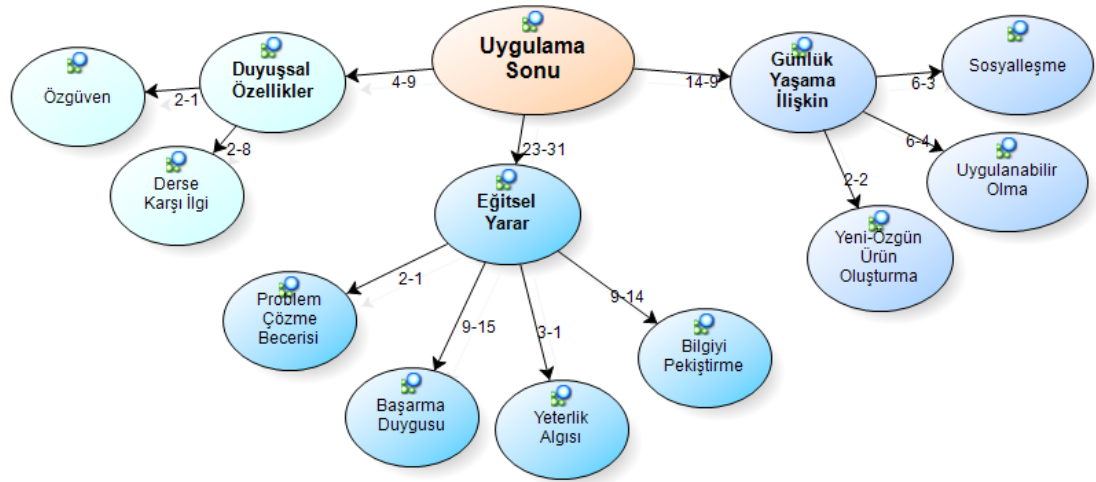 Uygulama
Sonu
4-9
23-31
14-9
Duyuşsal
Özellikler
2-1
2-8
Özgüven
Derse
Karşı İlgi
Günlük
Yaşama
İlişkin
6-3
6-4
2-2
Sosyalleşme
Uygulanabilir
Olma
Yeni-Özgün
Ürün
Oluşturma
Eğitsel
Yarar
2-1
9-15
3-1
9-14
Problem
Çözme
Becerisi
Başarma
Duygusu
Yeterlik
Algısı
Bilgiyi
Pekiştirme